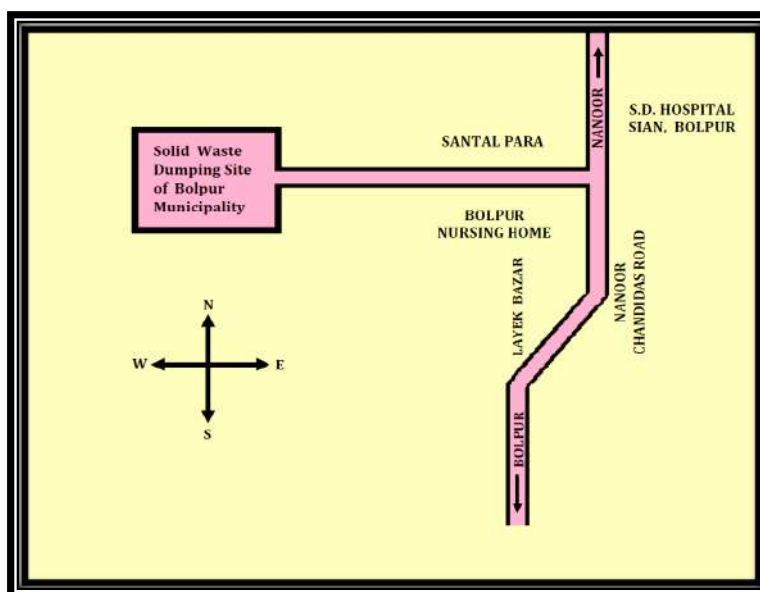 NANOOR
S.D. HOSPITAL
SIAN, BOLPUR
SANTAL PARA
Solid Waste
Dumping Site
of Bolpur
Municipality
BOLPUR
NURSING HOME
LAYEK BAZAR
NANOOR
CHANDIDAS ROAD
N
W
E
S
BOLPUR